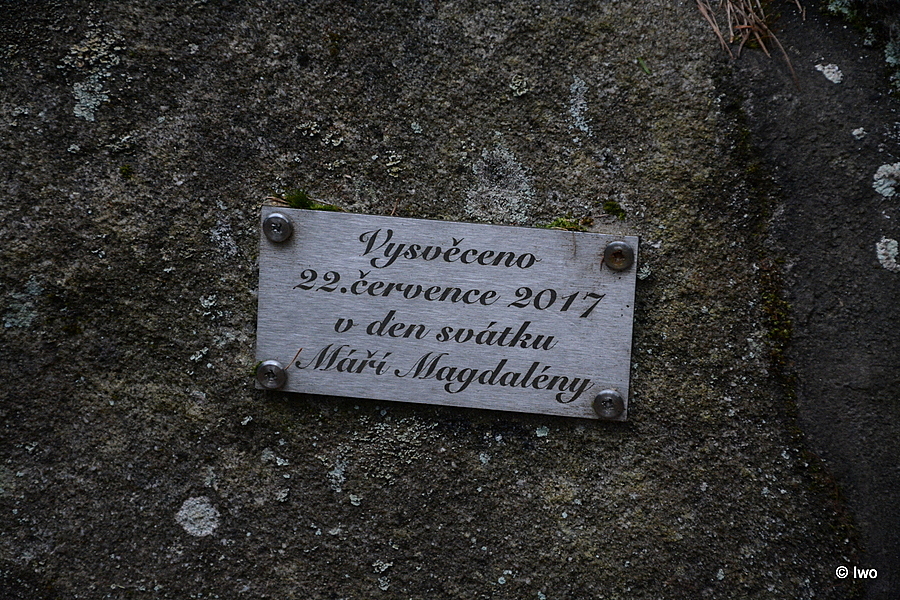 Vysvěceno
22.července 2017
v den svátku
Máří Magdalény
© Iwo